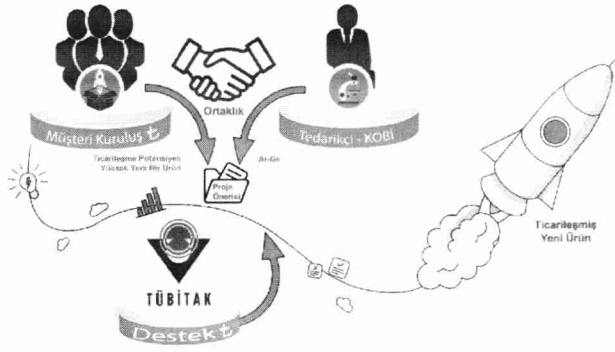 Ortaklık
Müşteri Kuruluş ₺
Tedarikçi - KOBİ
Ticarileşme Potansiyeli
Yüksek Yeni Bir Ürün
Ar-Ge
Proje
Önerisi
Ticarileşmiş
Yeni Ürün
TÜBİTAK
Destek ₺